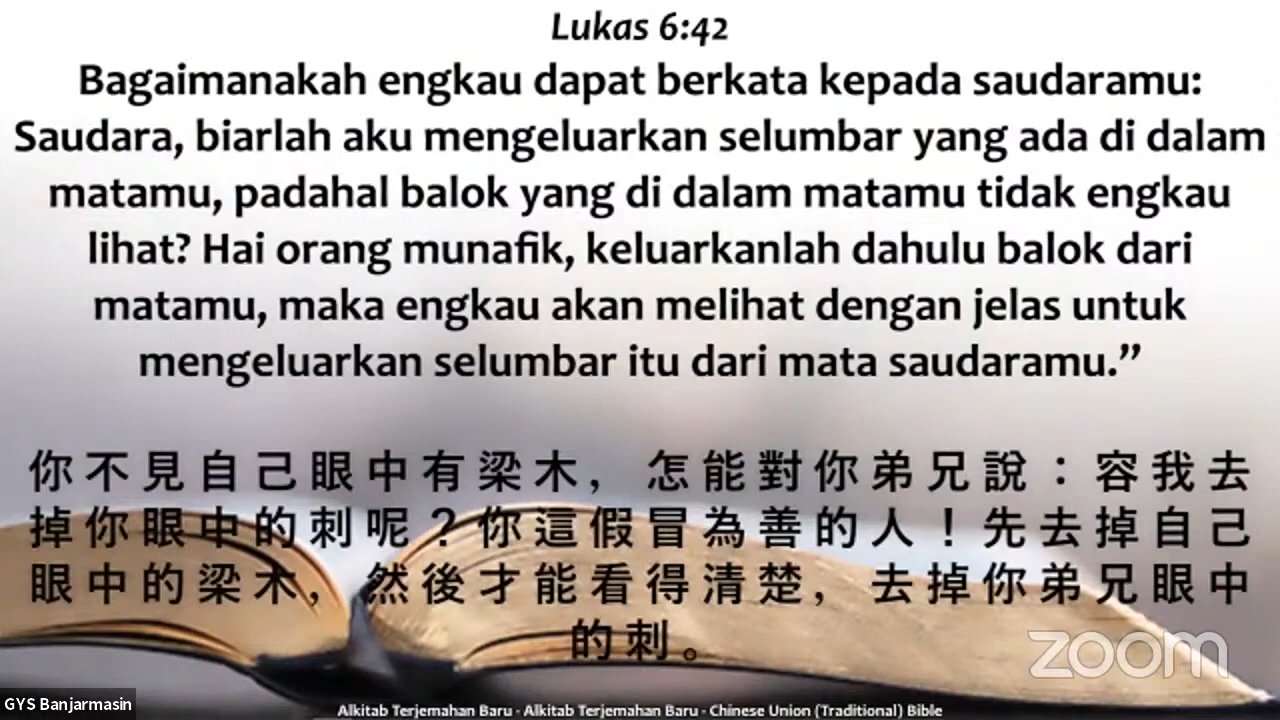 Lukas 6:42
Bagaimanakah engkau dapat berkata kepada saudaramu:
Saudara, biarlah aku mengeluarkan selumbar yang ada di dalam
matamu, padahal balok yang di dalam matamu tidak engkau
lihat? Hai orang munafik, keluarkanlah dahulu balok dari
matamu, maka engkau akan melihat dengan jelas untuk
mengeluarkan selumbar itu dari mata saudaramu.”
你不見自己眼中有梁木，怎能對你弟兄說：容我去
掉你眼中的刺呢？你這假冒為善的人！先去掉自己
眼中的梁木，然後才能看得清楚，去掉你弟兄眼中
的刺。
zoom
GYS Banjarmasin
Alkitab Terjemahan Baru - Alkitab Terjemahan Baru - Chinese Union (Traditional) Bible